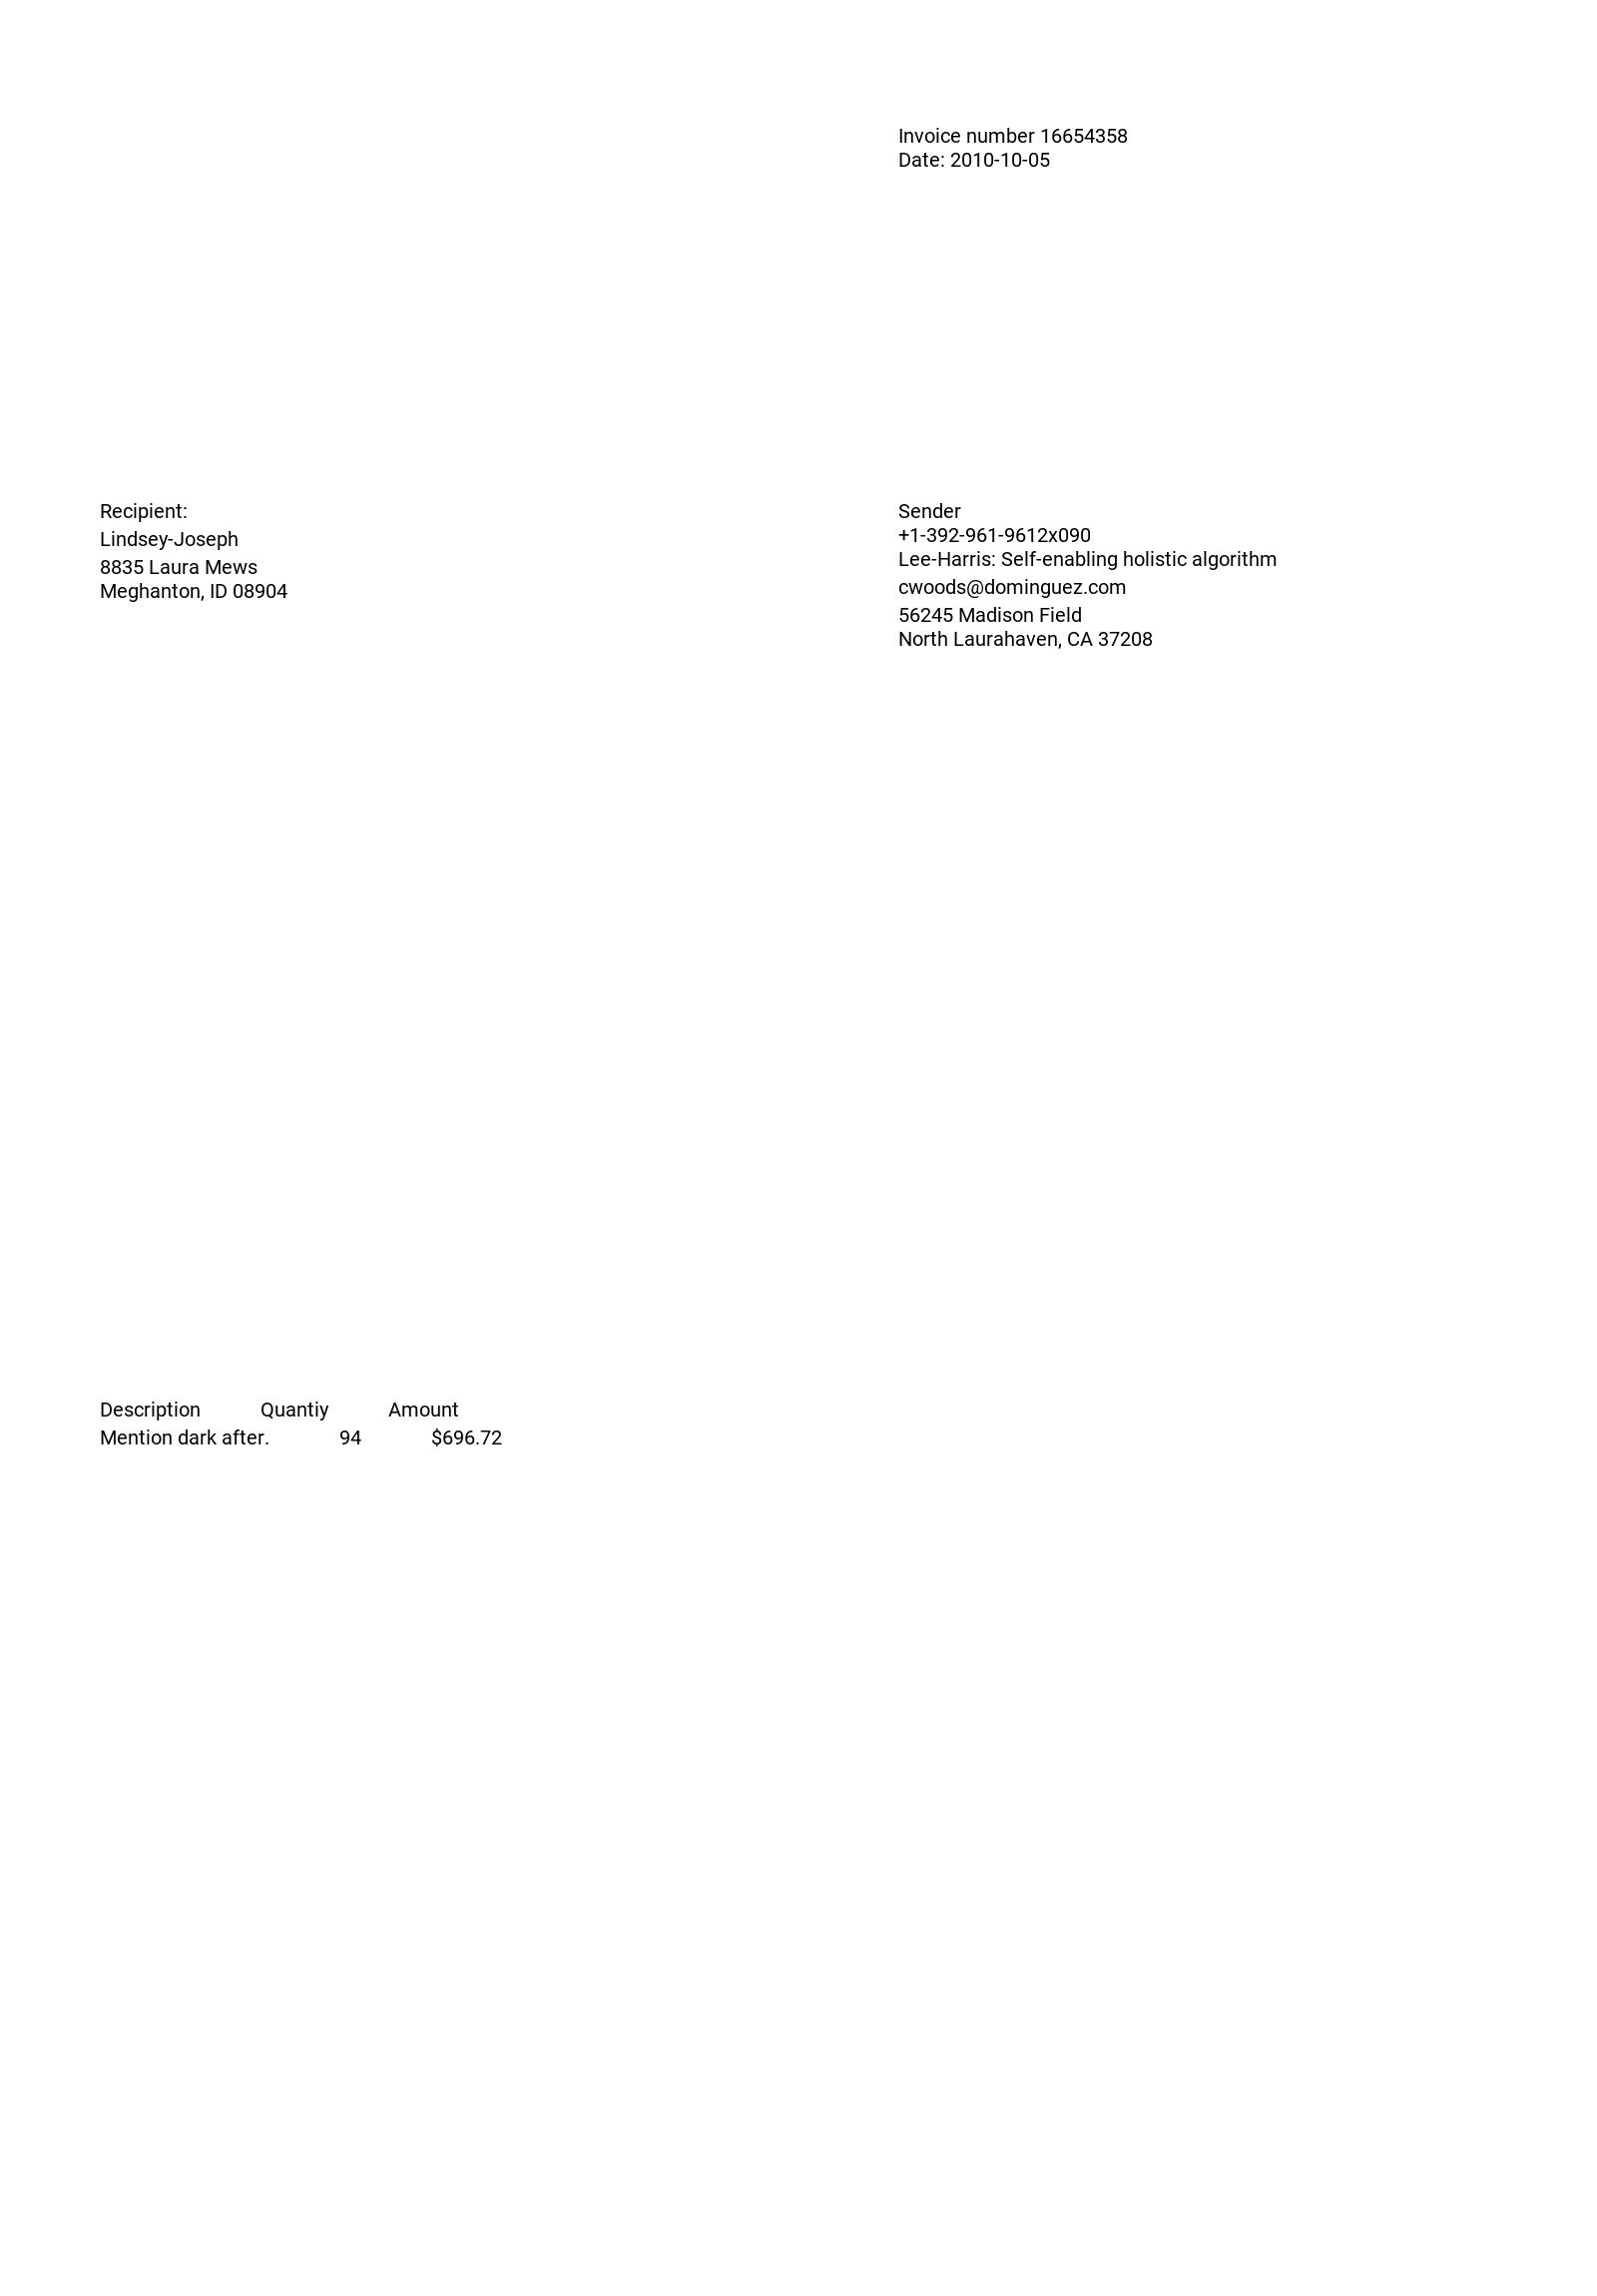 Invoice number 16654358
Date: 2010-10-05
Recipient:
Lindsey-Joseph
8835 Laura Mews
Meghanton, ID 08904
Sender
+1-392-961-9612x090
Lee-Harris: Self-enabling holistic algorithm
cwoods@dominguez.com
56245 Madison Field
North Laurahaven, CA 37208
Description Quantiy Amount
Mention dark after. 94 $696.72